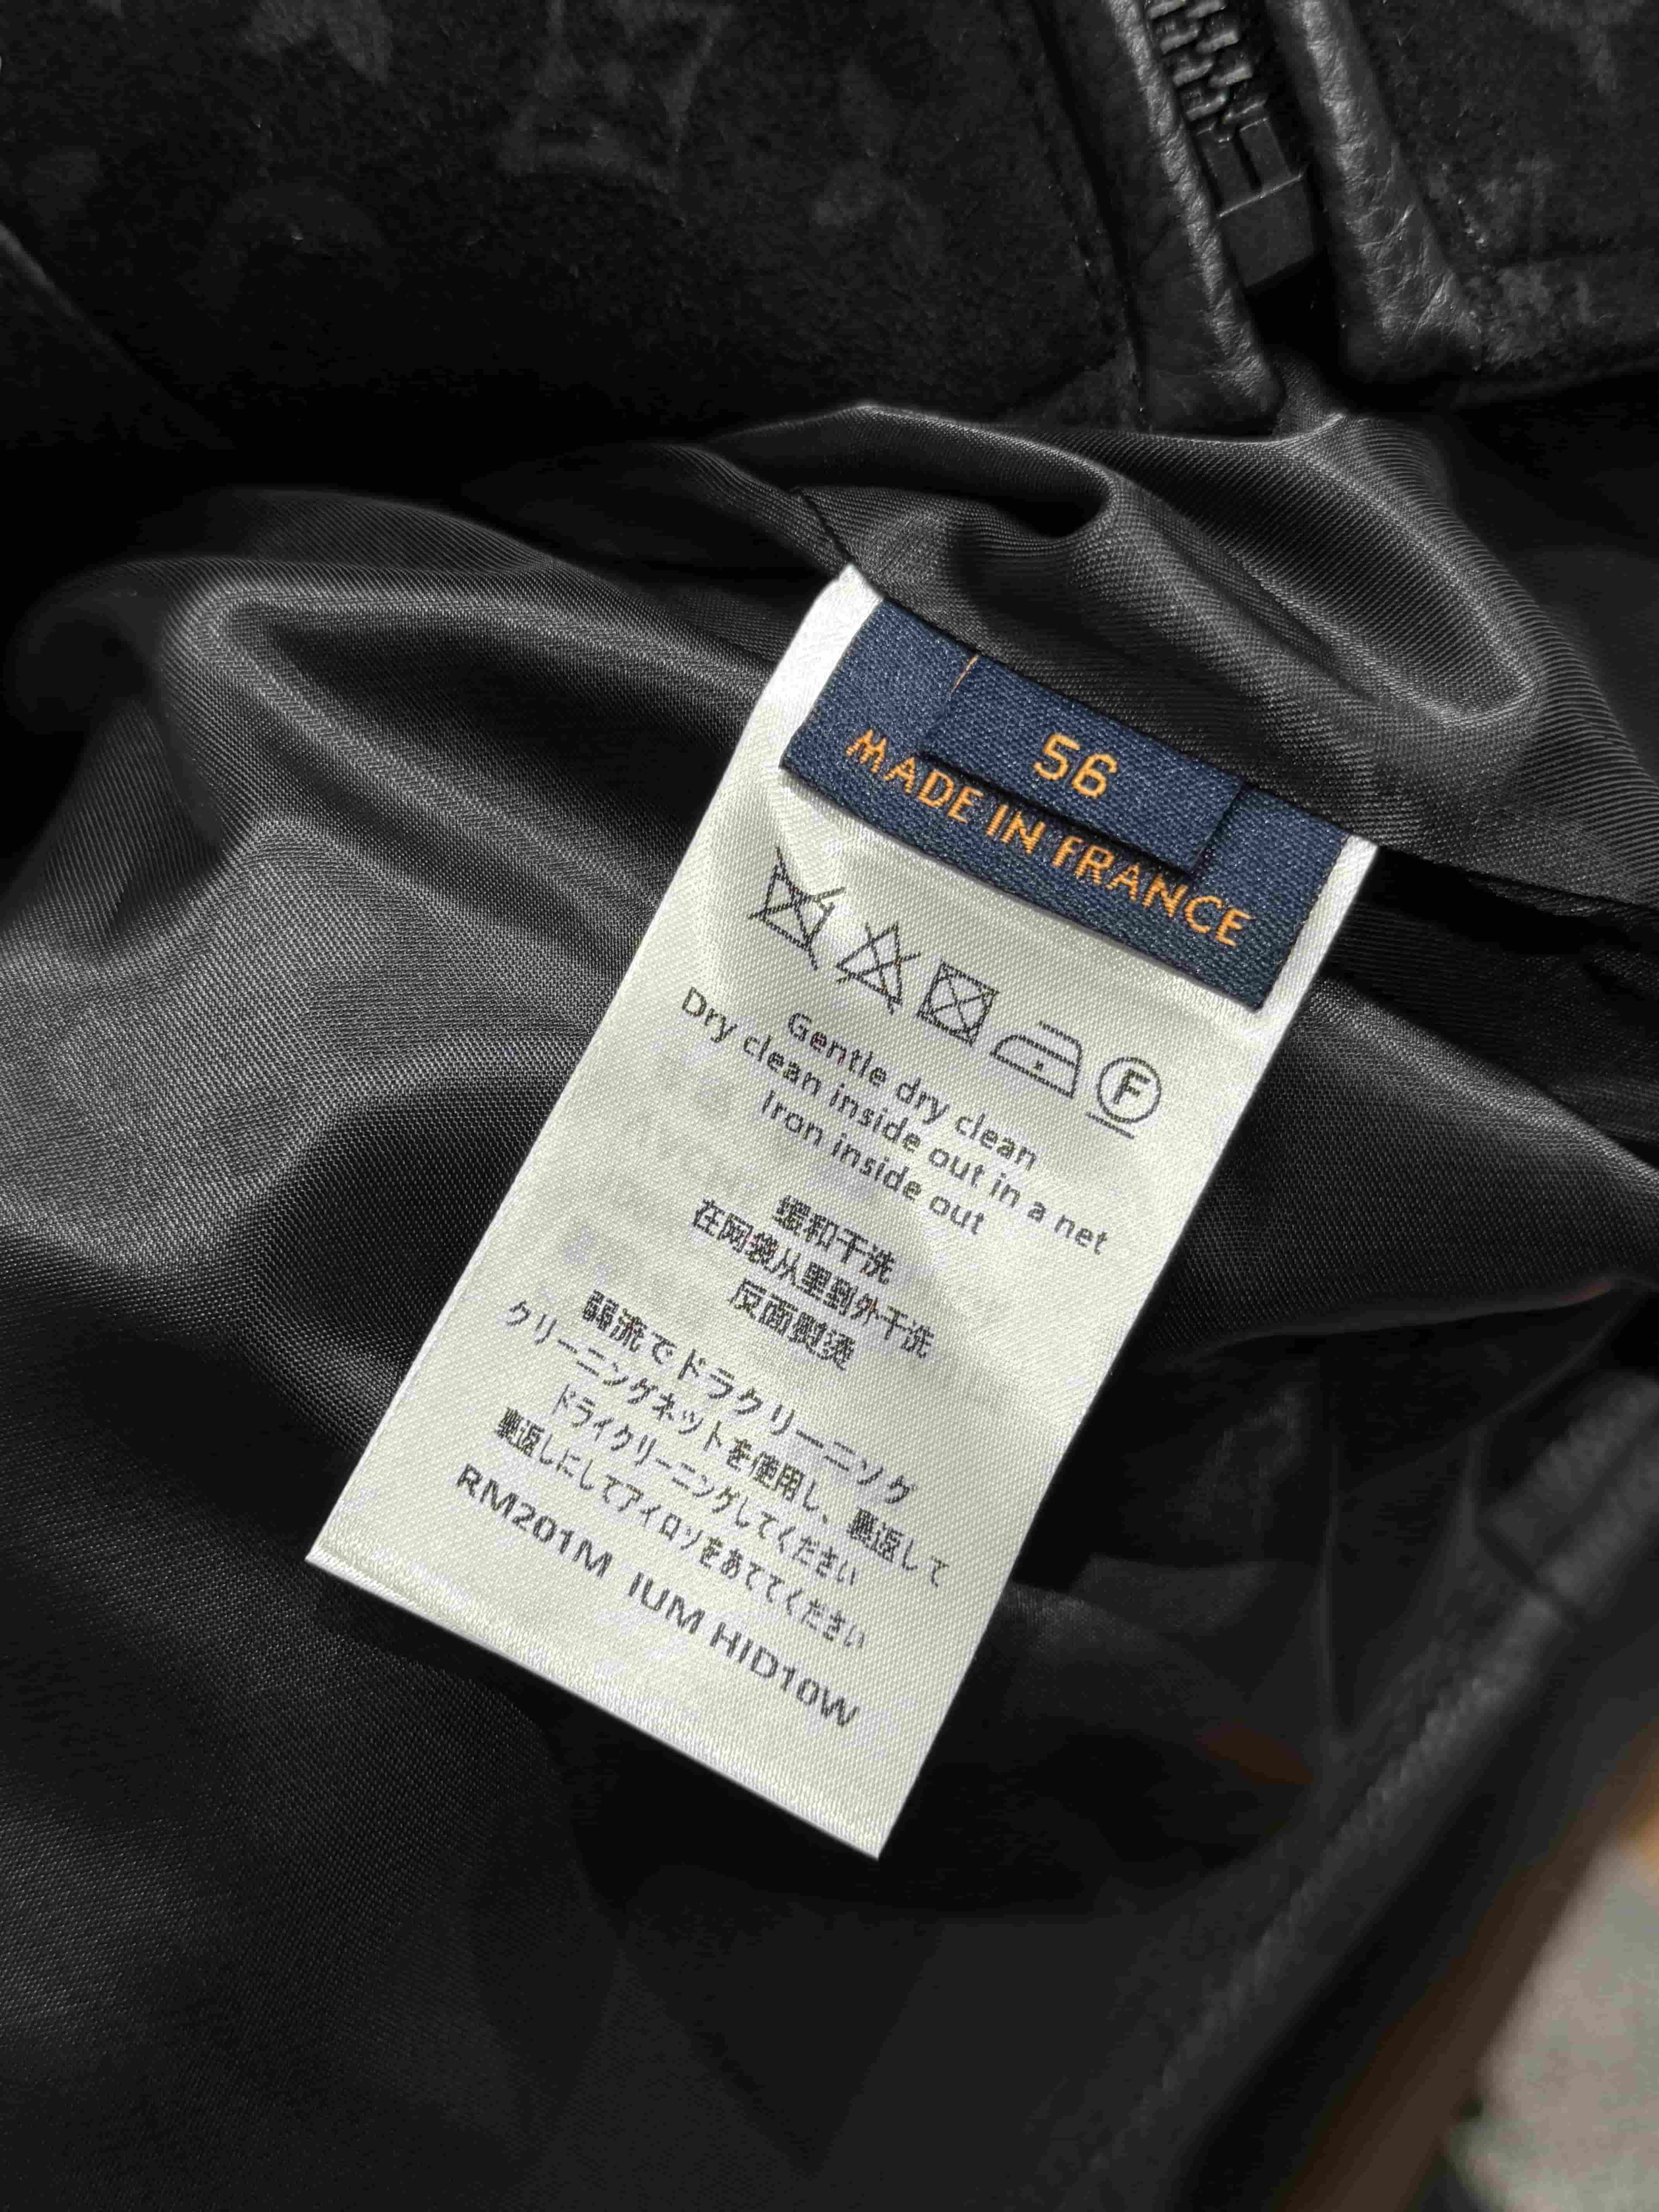 56
MADE IN FRANCE
F
Gentle dry clean
Dry clean inside out in a net
Iron inside out
缓和干洗
在网袋从里到外干洗
反面熨烫
弱流でドラクリーニソグ
クリーニングネットを使用し、裏返して
ドライクリーニングしてください
裏返しにしてアイロソをあててください
RM201M IUM HID10W